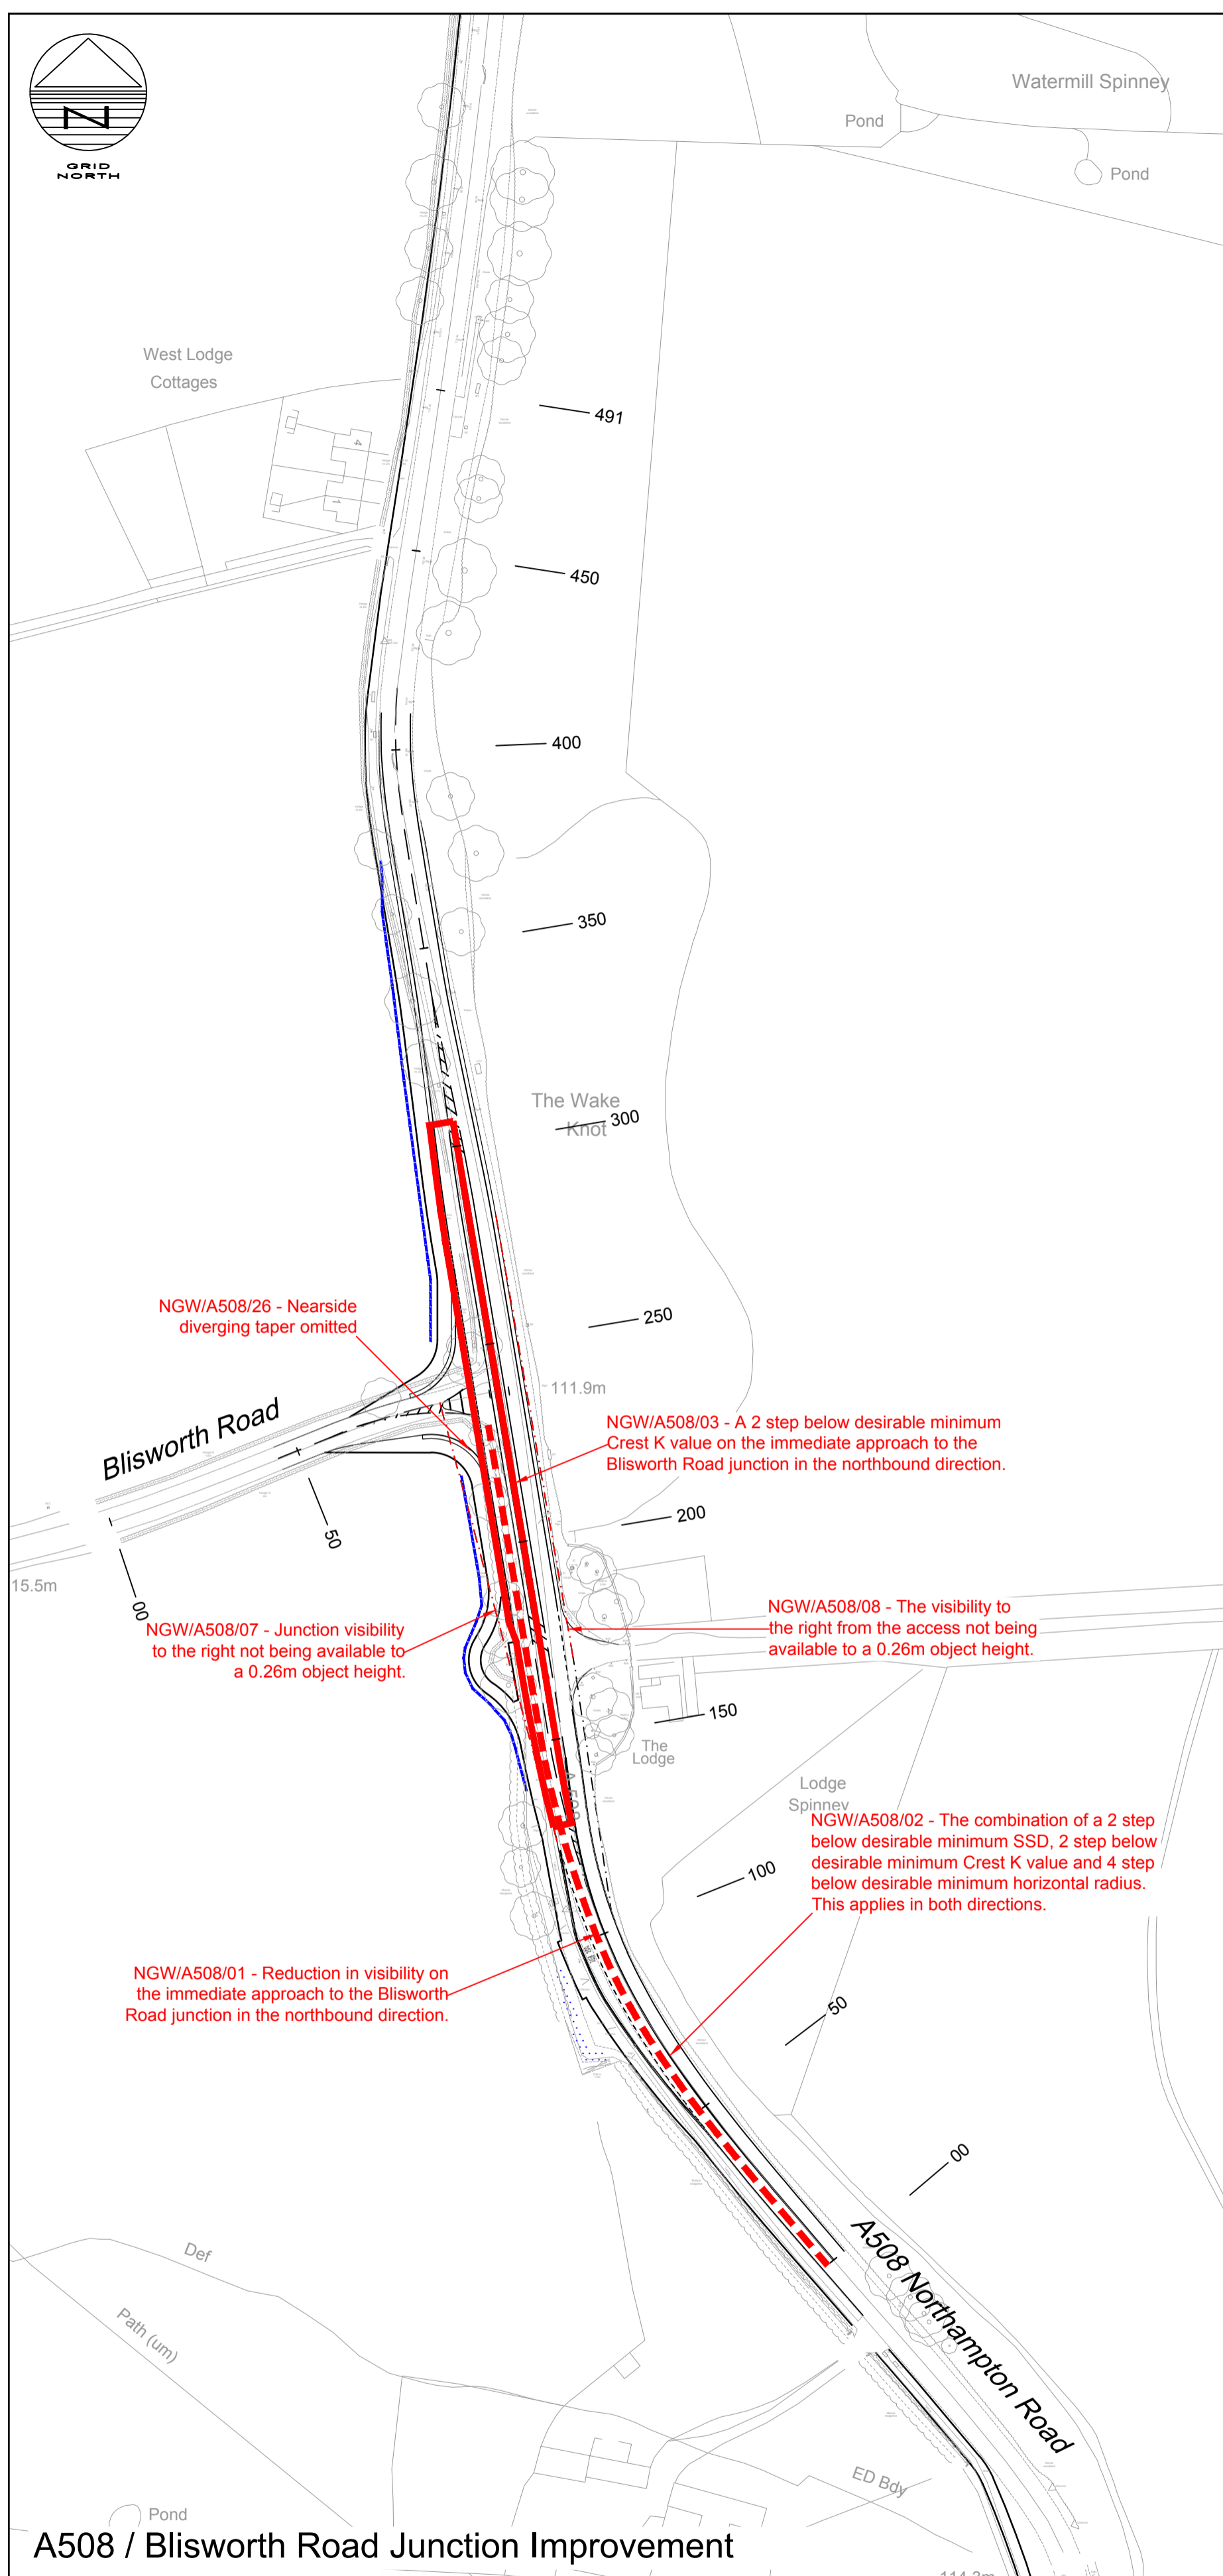 N
GRID
NORTH
Watermill Spinney
Pond
Pond
West Lodge
Cottages
4
1
491
450
400
350
The Wake
Knot
300
250
NGW/A508/26 - Nearside
diverging taper omitted
111.9m
Blisworth Road
NGW/A508/03 - A 2 step below desirable minimum
Crest K value on the immediate approach to the
Blisworth Road junction in the northbound direction.
200
50
00
15.5m
NGW/A508/07 - Junction visibility
to the right not being available to
a 0.26m object height.
NGW/A508/08 - The visibility to
the right from the access not being
available to a 0.26m object height.
150
The
Lodge
Lodge
Spinney
A 508
NGW/A508/02 - The combination of a 2 step
below desirable minimum SSD, 2 step below
desirable minimum Crest K value and 4 step
below desirable minimum horizontal radius.
This applies in both directions.
100
NGW/A508/01 - Reduction in visibility on
the immediate approach to the Blisworth
Road junction in the northbound direction.
50
00
A508 Northampton Road
Def
Path (um)
ED Bdy
Pond
A508 / Blisworth Road Junction Improvement